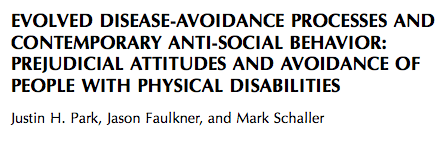 EVOLVED DISEASE-AVOIDANCE PROCESSES AND
CONTEMPORARY ANTI-SOCIAL BEHAVIOR:
PREJUDICIAL ATTITUDES AND AVOIDANCE OF
PEOPLE WITH PHYSICAL DISABILITIES
Justin H. Park, Jason Faulkner, and Mark Schaller